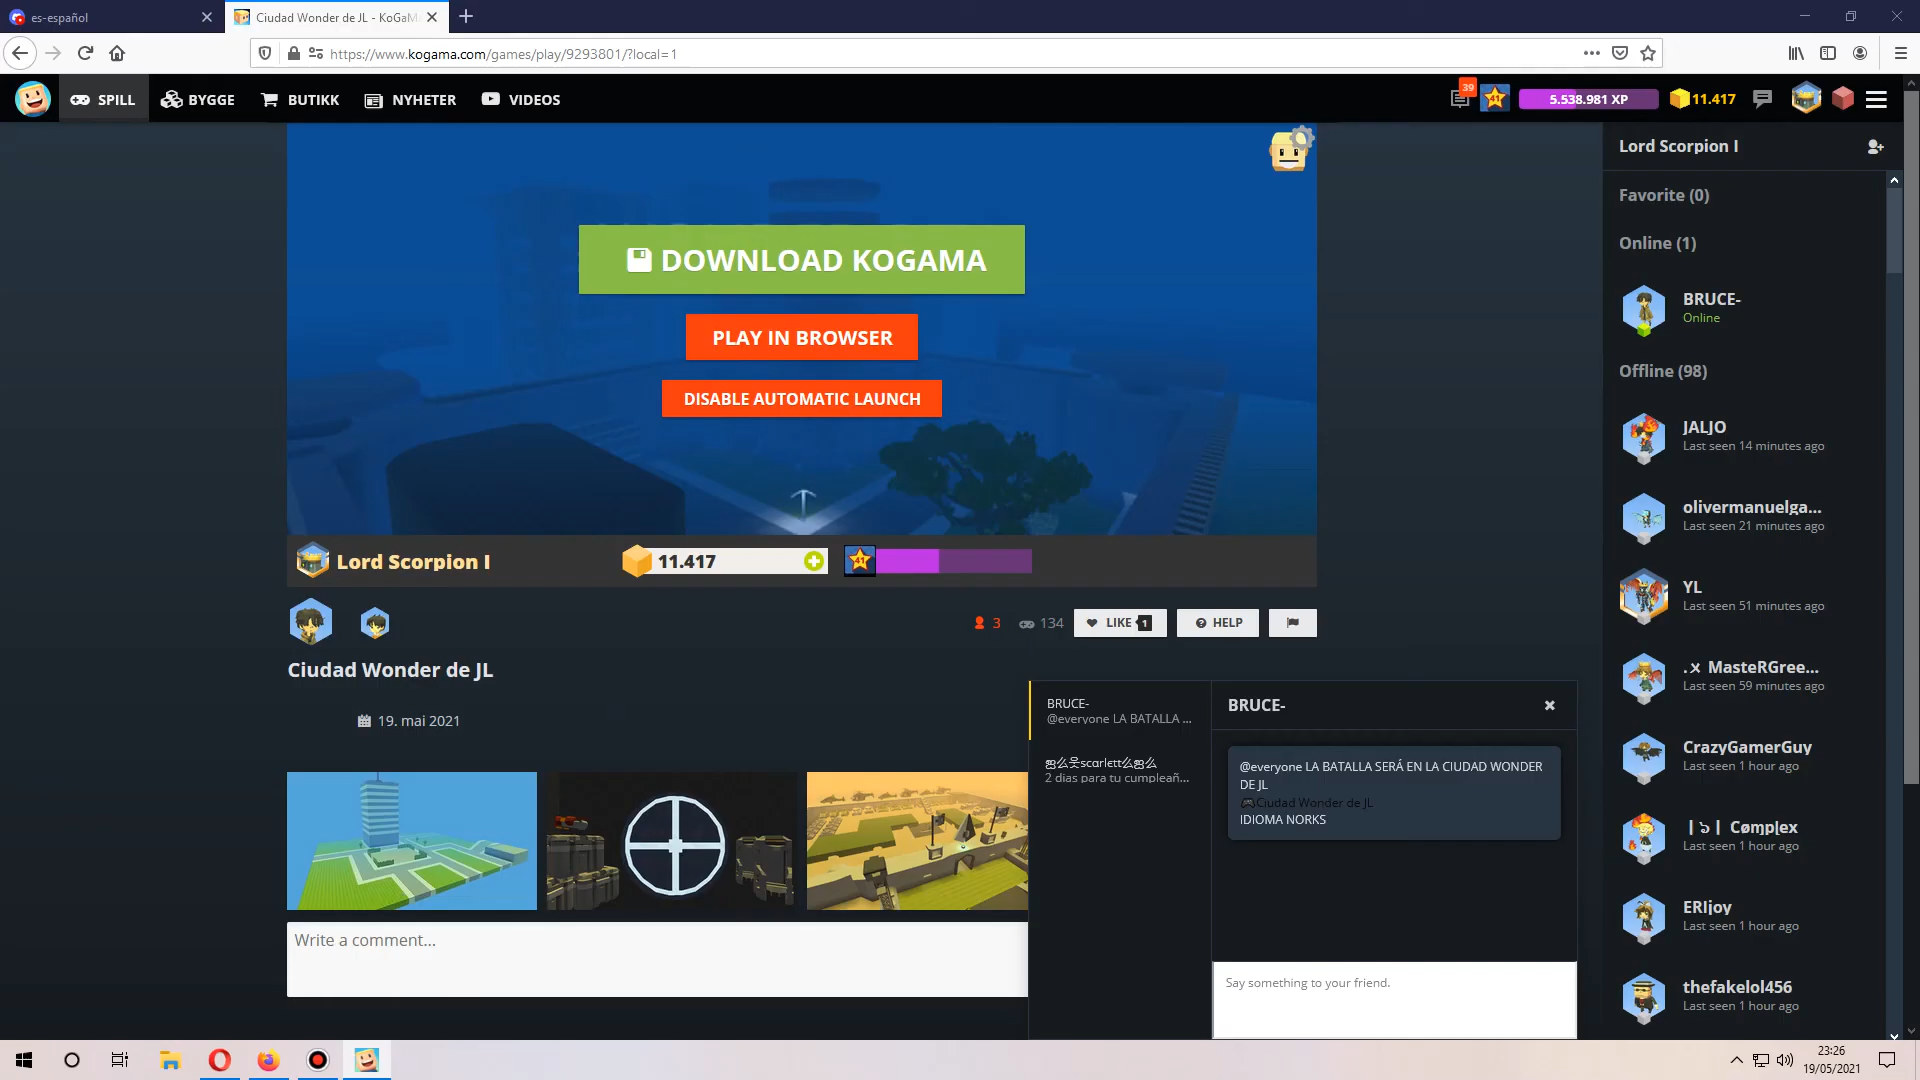 es-español
Ciudad Wonder de JL - KoGaMa
https://www.kogama.com/games/play/9293801/?local=1
SPILL
BYGGE
BUTIKK
NYHETER
VIDEOS
39
41
5.538.981 XP
11.417
DOWNLOAD KOGAMA
PLAY IN BROWSER
DISABLE AUTOMATIC LAUNCH
Lord Scorpion I
11.417
41
3
134
LIKE 1
HELP
Ciudad Wonder de JL
19. mai 2021
Write a comment...
BRUCE-
@everyone LA BATALLA ...
scarlett
2 dias para tu cumpleañ...
BRUCE-
@everyone LA BATALLA SERÁ EN LA CIUDAD WONDER
DE JL
Ciudad Wonder de JL
IDIOMA NORKS
Say something to your friend.
Lord Scorpion I
Favorite (0)
Online (1)
BRUCE-
Online
Offline (98)
JALJO
Last seen 14 minutes ago
olivermanuelga...
Last seen 21 minutes ago
YL
Last seen 51 minutes ago
.x MasteRGree...
Last seen 59 minutes ago
CrazyGamerGuy
Last seen 1 hour ago
Cømplex
Last seen 1 hour ago
ERIjoy
Last seen 1 hour ago
thefakelol456
Last seen 1 hour ago
23:26
19/05/2021